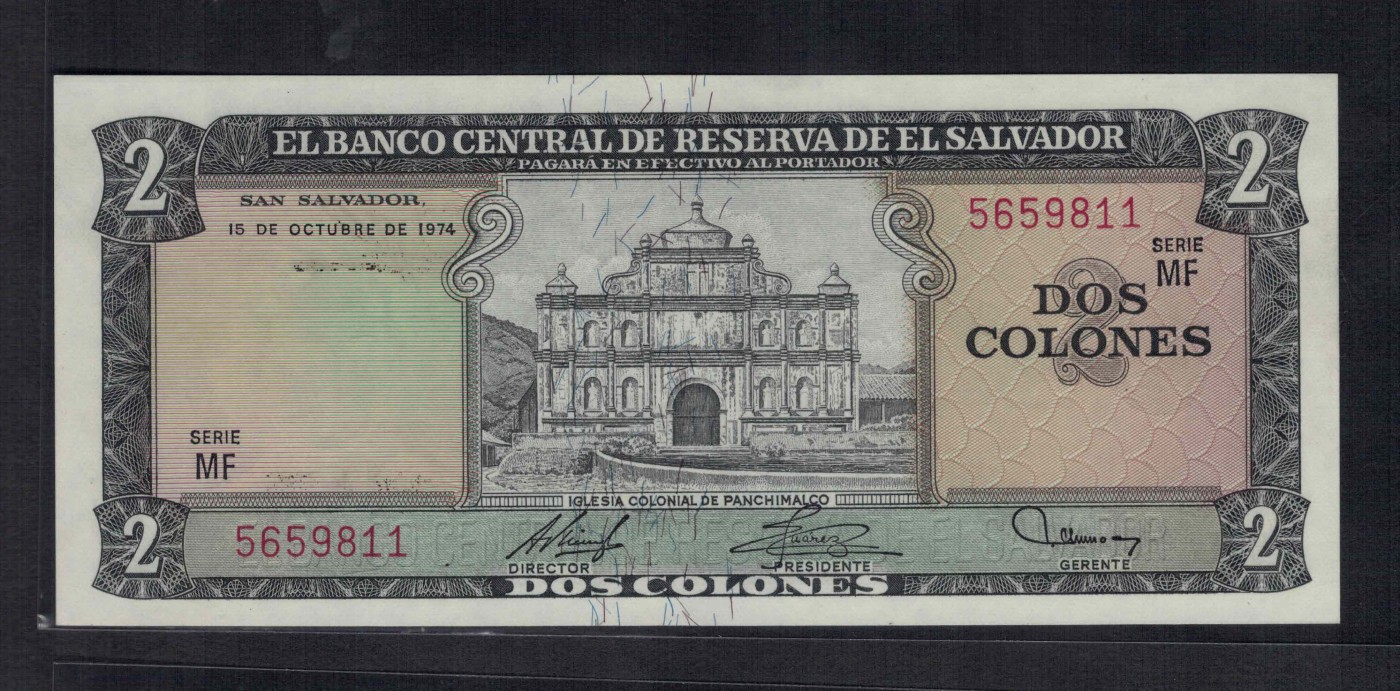 2 EL BANCO CENTRAL DE RESERVA DE EL SALVADOR 2
PAGARÁ EN EFECTIVO AL PORTADOR
SAN SALVADOR,
15 DE OCTUBRE DE 1974
5659811
SERIE
MF
DOS
COLONES
2
SERIE
MF
IGLESIA COLONIAL DE PANCHIMALCO
2 5659811 2
DIRECTOR PRESIDENTE GERENTE
DOS COLONES